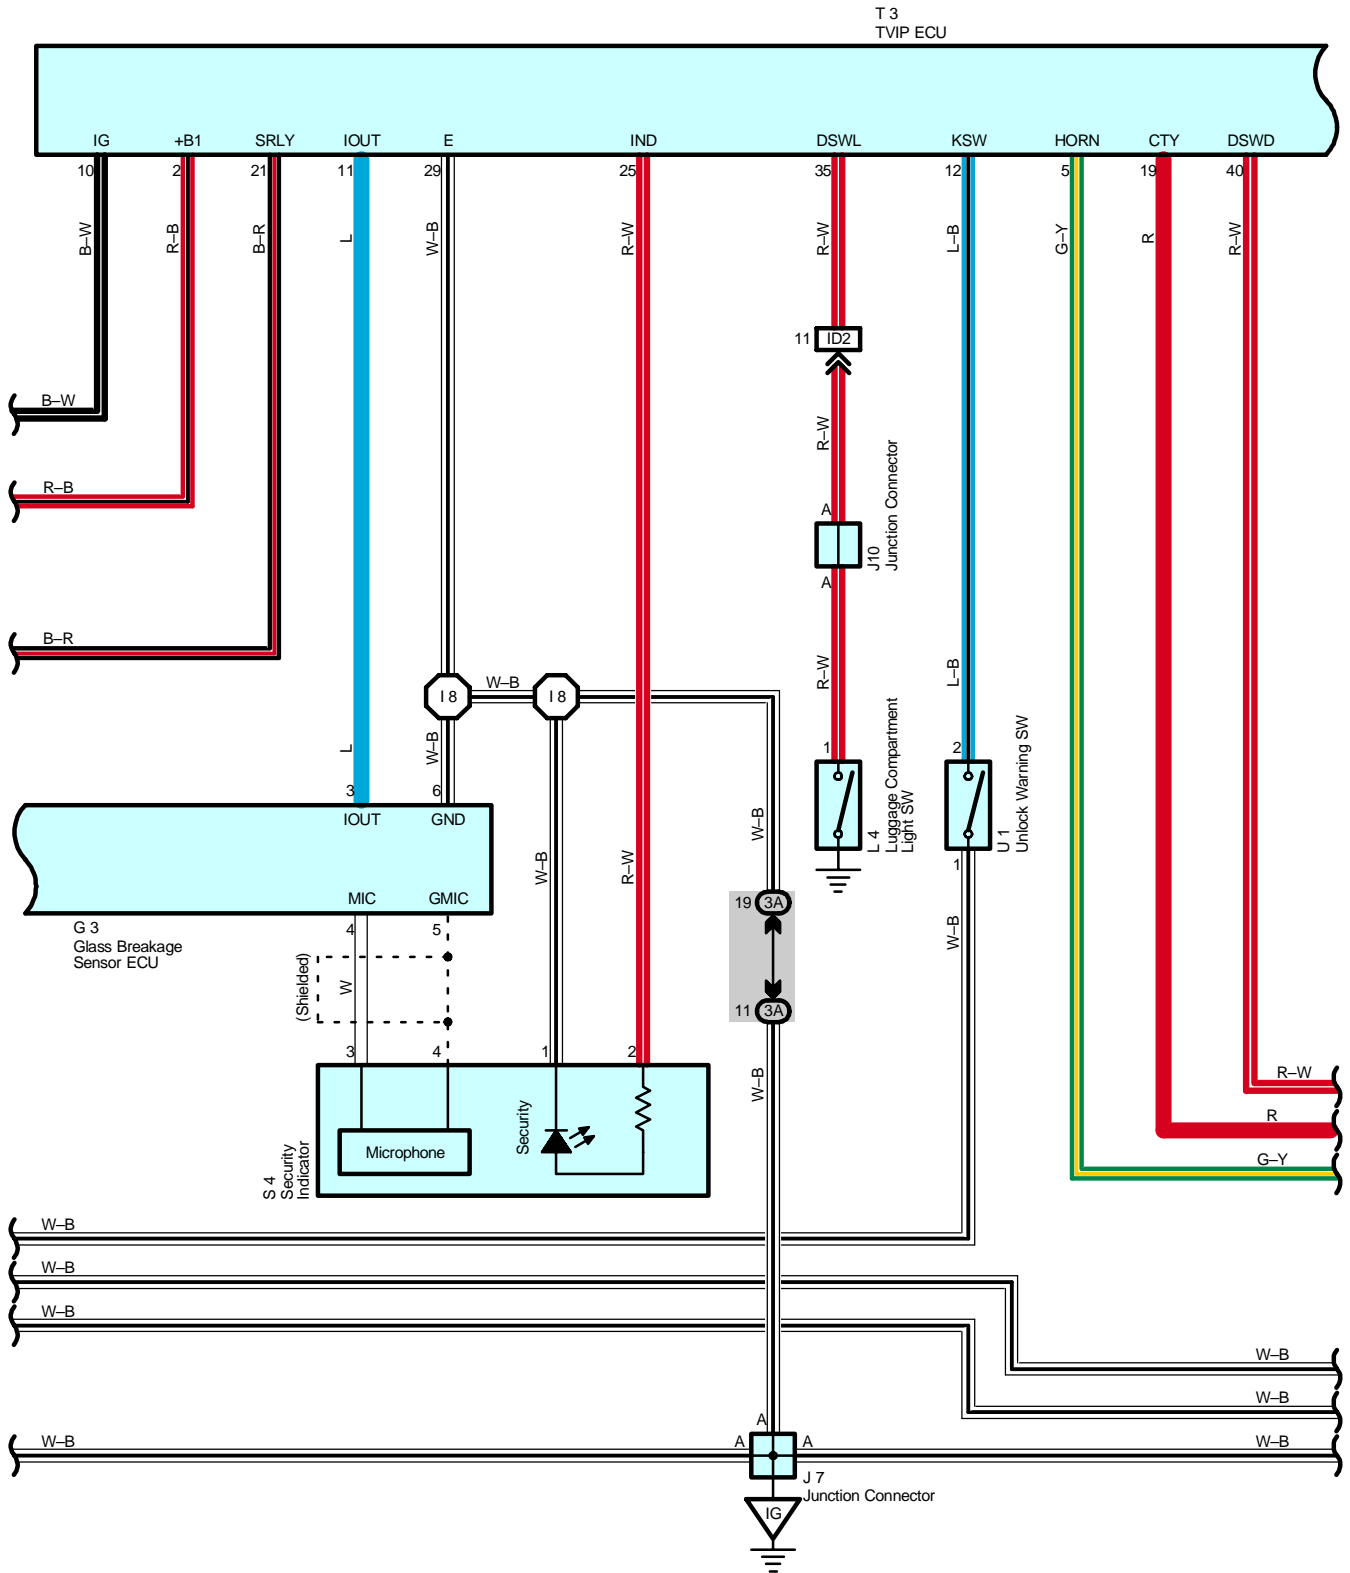 T 3
TVIP ECU
IG
+B1
SRLY
IOUT
E
IND
DSWL
KSW
HORN
CTY
DSWD
10
2
21
11
29
25
35
12
5
19
40
B–W
R–B
B–R
L
W–B
R–W
R–W
L–B
G–Y
R
R–W
11
ID2
B–W
R–W
Junction Connector
J10
R–B
A
A
B–R
R–W
L–B
I 8
W–B
I 8
L
W–B
1
2
3
6
IOUT
GND
W–B
L 4
Luggage Compartment
Light SW
U 1
Unlock Warning SW
W–B
R–W
1
MIC
GMIC
19
3A
G 3
Glass Breakage
Sensor ECU
4
5
W–B
(Shielded)
W
11
3A
3
4
1
2
W–B
R–W
R
G–Y
Security
Microphone
S 4
Security
Indicator
W–B
W–B
W–B
W–B
W–B
A
W–B
A
A
W–B
J 7
Junction Connector
IG